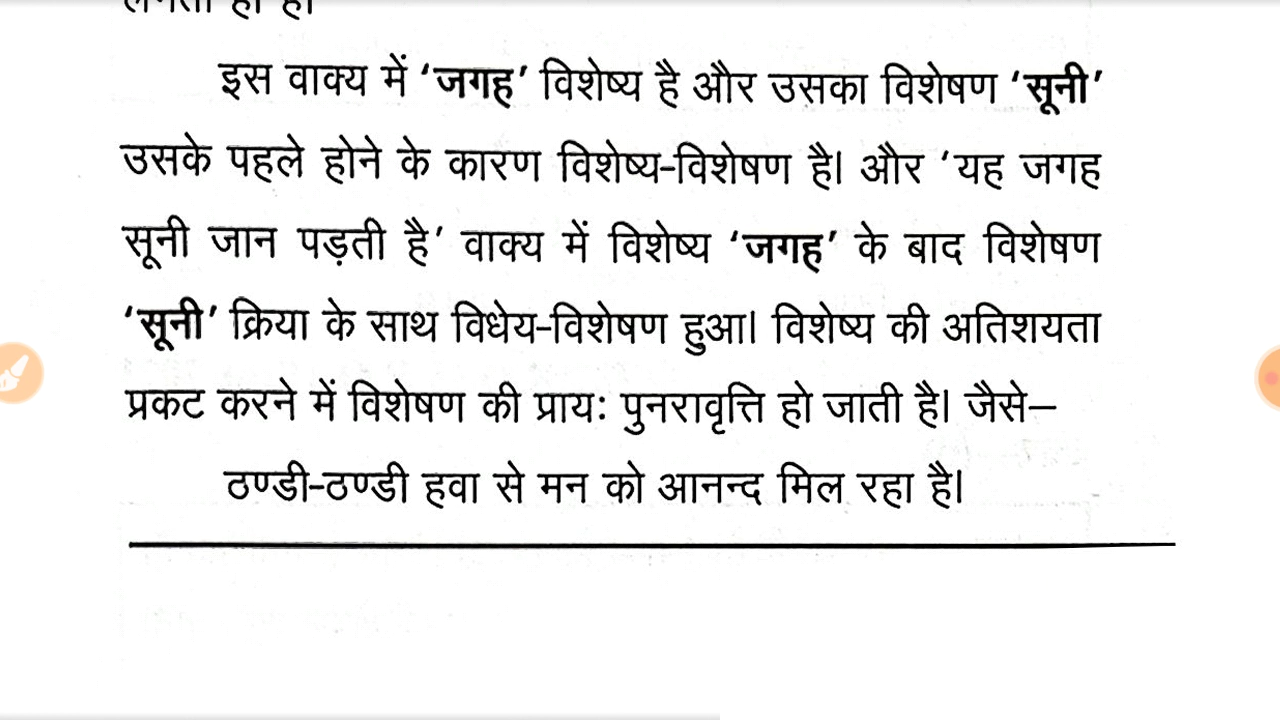 इस वाक्य में ‘जगह’ विशेष्य है और उसका विशेषण ‘सूनी’
उसके पहले होने के कारण विशेष्य-विशेषण है। और ‘यह जगह
सूनी जान पड़ती है’ वाक्य में विशेष्य ‘जगह’ के बाद विशेषण
‘सूनी’ क्रिया के साथ विधेय-विशेषण हुआ। विशेष्य की अतिशयता
प्रकट करने में विशेषण की प्राय: पुनरावृत्ति हो जाती है। जैसे–
ठण्डी-ठण्डी हवा से मन को आनन्द मिल रहा है।